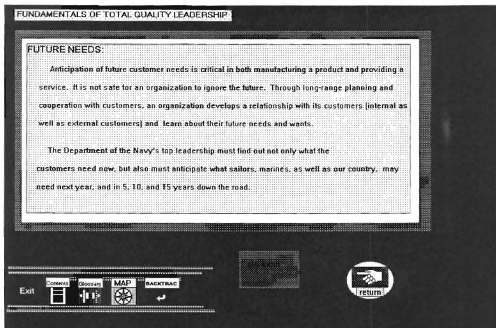 FUNDAMENTALS OF TOTAL QUALITY LEADERSHIP
FUTURE NEEDS:
Anticipation of future customer needs is critical in both manufacturing a product and providing a
service. It is not safe for an organization to ignore the future. Through long-range planning and
cooperation with customers, an organization develops a relationship with its customers [internal as
well as external customers] and learn about their future needs and wants.
The Department of the Navy's top leadership must find out not only what the
customers need now, but also must anticipate what sailors, marines, as well as our country, may
need next year, and in 5, 10, and 15 years down the road.
Exit
Contents
Glossary
MAP
BACKTRAC
return